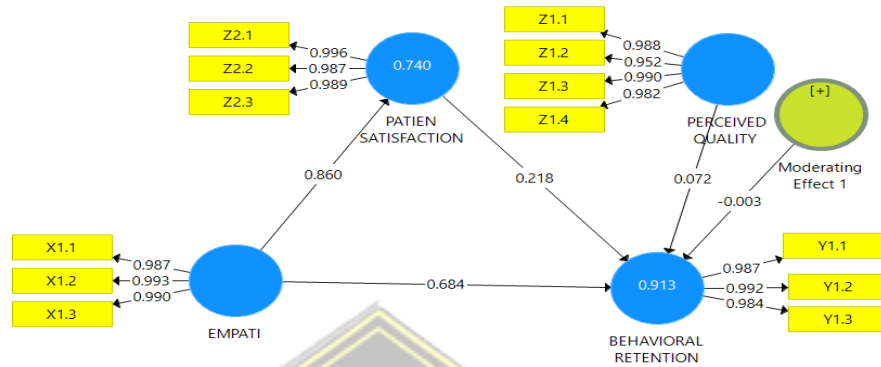 Z2.1
Z2.2
Z2.3
0.996
0.987
0.989
0.740
PATIEN
SATISFACTION
Z1.1
Z1.2
Z1.3
Z1.4
0.988
0.952
0.990
0.982
PERCEIVED
QUALITY
[+]
Moderating
Effect 1
0.860
0.218
0.072
-0.003
X1.1
X1.2
X1.3
0.987
0.993
0.990
EMPATI
0.684
0.913
BEHAVIORAL
RETENTION
0.987
0.992
0.984
Y1.1
Y1.2
Y1.3